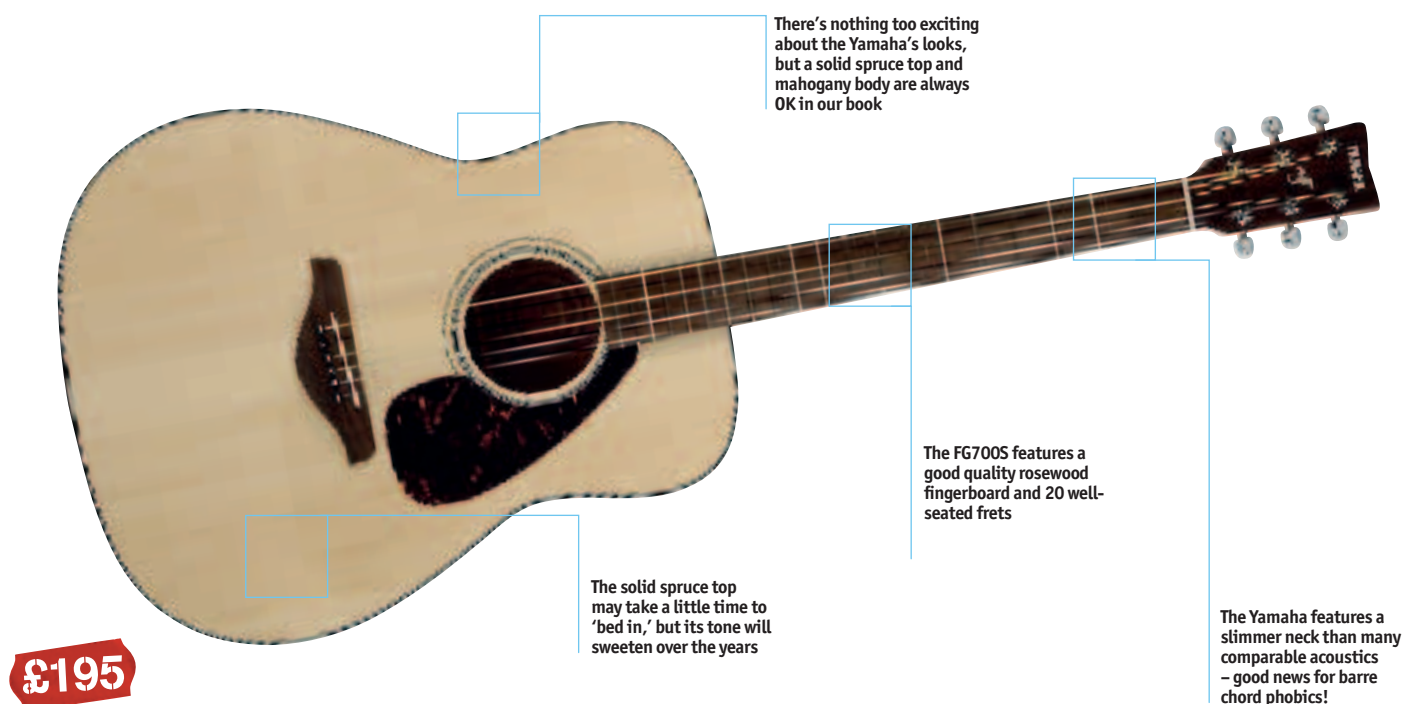 There's nothing too exciting
about the Yamaha's looks,
but a solid spruce top and
mahogany body are always
OK in our book
The FG700S features a
good quality rosewood
fingerboard and 20 well-
seated frets
The solid spruce top
may take a little time to
‘bed in,’ but its tone will
sweeten over the years
The Yamaha features a
slimmer neck than many
comparable acoustics
– good news for barre
chord phobics!
£195